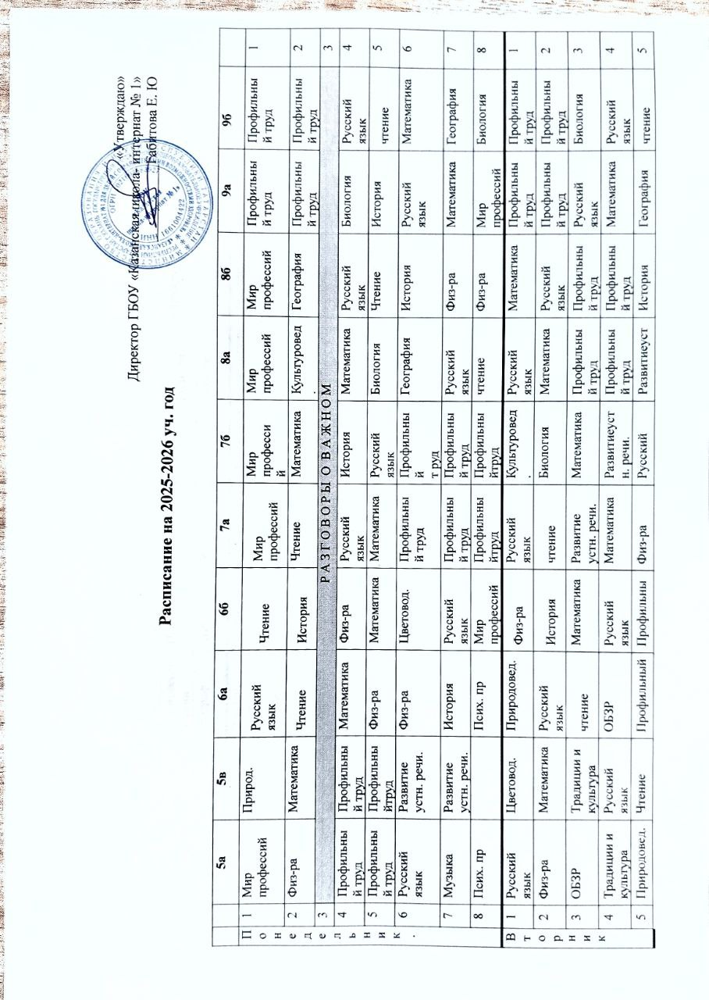 «Утверждаю»
Директор ГБОУ «Казанская школа- интернат № 1»
Габитова Е. Ю
Расписание на 2025-2026 уч. год
5а 5в 6а 6б 7а 7б 8а 8б 9а 9б
Понедельник.
1 Мир профессий Природ. Русский язык Чтение Мир профессий Мир професси й Мир профессий Мир профессий Профильны й труд Профильны й труд 1
2 Физ-ра Математика Чтение История Чтение Математика Культуровед . География Профильны й труд Профильны й труд 2
3 РАЗГОВОРЫ О ВАЖНОМ 3
4 Профильны й труд Профильны й труд Математика Физ-ра Русский язык История Математика Русский язык Биология Русский язык 4
5 Профильны й труд Профильны йтруд Физ-ра Математика Математика Русский язык Биология Чтение История чтение 5
6 Русский язык Развитие устн. речи. Физ-ра Цветовод. Профильны й труд Профильны й т руд География История Русский язык Математика 6
7 Музыка Развитие устн. речи. История Русский язык Профильны й труд Профильны й труд Русский язык Физ-ра Математика География 7
8 Псих. пр Псих. пр Мир профессий Профильны йтруд Профильны йтруд чтение Физ-ра Мир профессий Биология 8
Вторник
1 Русский язык Цветовод. Природовед. Физ-ра Русский язык Культуровед . Русский язык Математика Профильны й труд Профильны й труд 1
2 Физ-ра Математика Русский язык История чтение Биология Математика Русский язык Профильны й труд Профильны й труд 2
3 ОБЗР Традиции и культура чтение Математика Развитие устн. речи. Математика Профильны й труд Профильны й труд Русский язык Биология 3
4 Традиции и культура Русский язык ОБЗР Русский язык Математика Развитиеуст н. речи. Профильны й труд Профильны й труд Математика Русский язык 4
5 Природовед. Чтение Профильный Профильны Физ-ра Русский Развитиеуст История География чтение 5